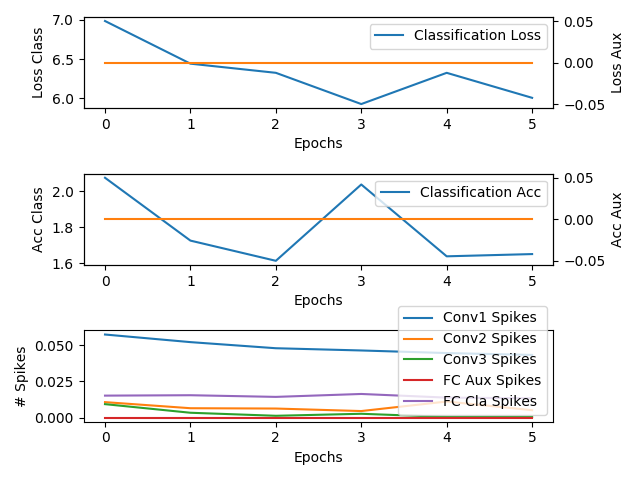 7.0
6.5
6.0
Loss Class
Classification Loss
0.05
0.00
−0.05
Loss Aux
0 1 2 3 4 5
Epochs
2.0
1.8
1.6
Acc Class
Classification Acc
0.05
0.00
−0.05
Acc Aux
0 1 2 3 4 5
Epochs
0.050
0.025
0.000
# Spikes
Conv1 Spikes
Conv2 Spikes
Conv3 Spikes
FC Aux Spikes
FC Cla Spikes
0 1 2 3 4 5
Epochs